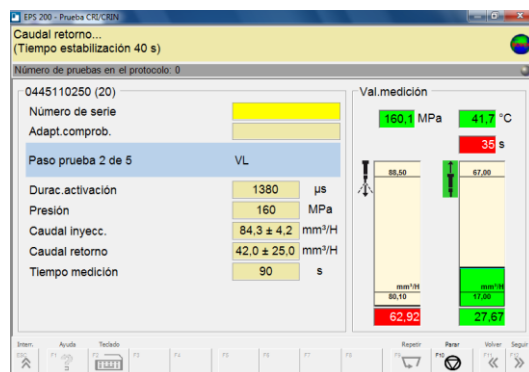 EPS 200 - Prueba CRI/CRIN
Caudal retorno...
(Tiempo estabilización 40 s)
Número de pruebas en el protocolo: 0
0445110250 (20)
Número de serie
Adapt.comprob.
Paso prueba 2 de 5 VL
Durac.activación 1380 µs
Presión 160 MPa
Caudal inyecc. 84,3 ± 4,2 mm³/H
Caudal retorno 42,0 ± 25,0 mm³/H
Tiempo medición 90 s
Val.medición
160,1 MPa 41,7 °C
35 s
88,50 67,00
mm³/H mm³/H
80,10 17,00
62,92 27,67
Interr. Ayuda Teclado Repetir Parar Volver Seguir
ESC F1 F2 F3 F4 F5 F6 F7 F8 F9 F10 F11 F12